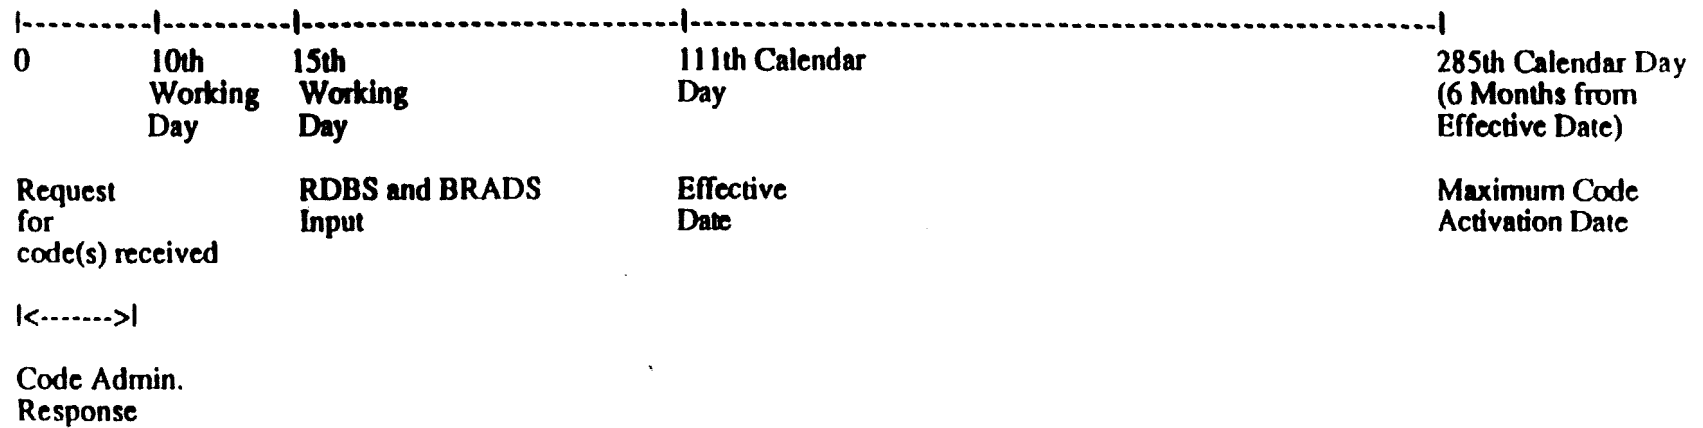 |----------|----------|-----------------------------|---------------------------------------------------------|
0 10th 15th 111th Calendar 285th Calendar Day
Working Working Day (6 Months from
Day Day Effective Date)
Request RDBS and BRADS Effective Maximum Code
for Input Date Activation Date
code(s) received
|<------->|
Code Admin.
Response